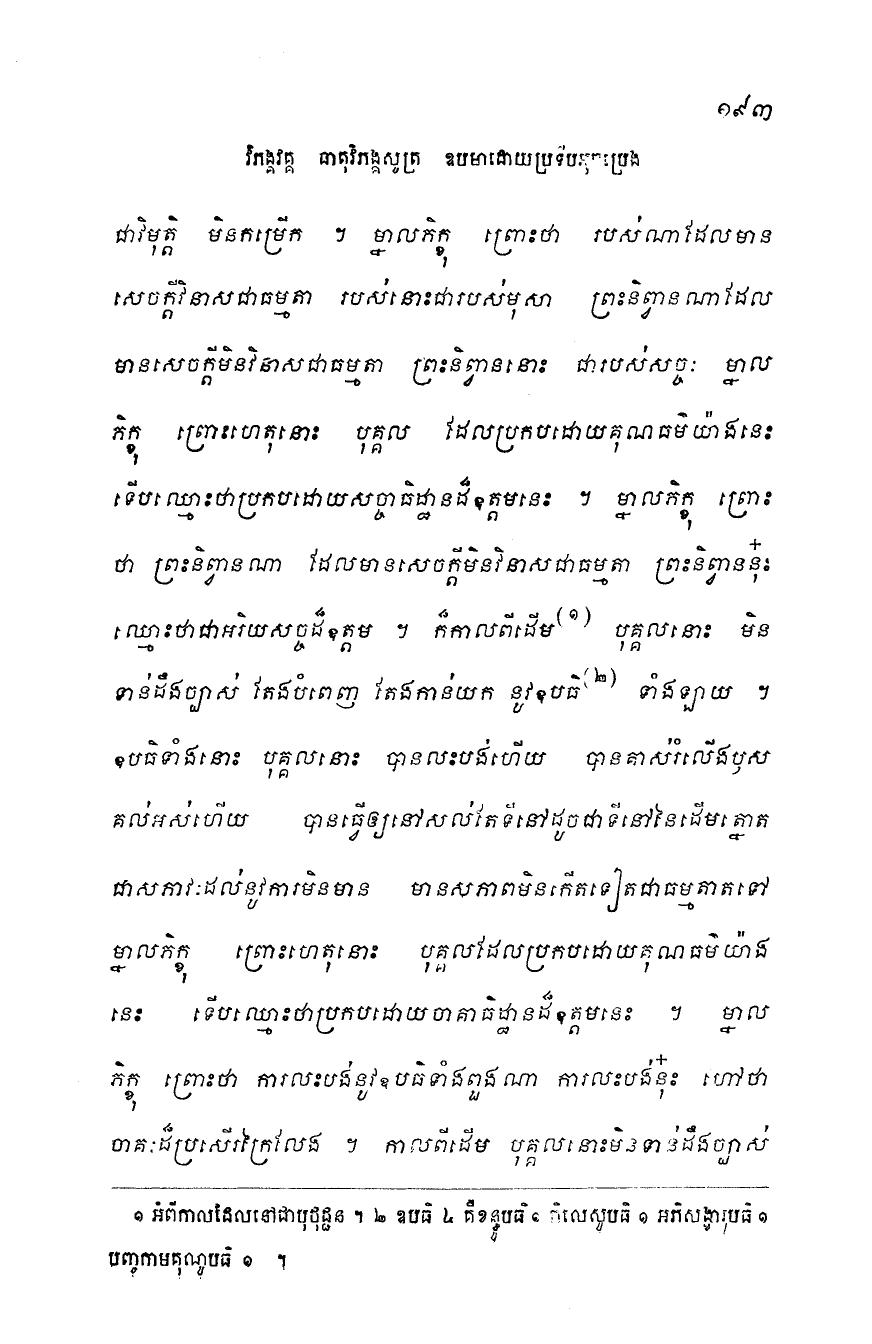 ១៩៣
វិភង្គវគ្គ ធាតុវិភង្គសូត្រ ឧបមាដោយប្រទីបប្រេង
ជាវិមុត្តិ មិនកម្រើក ។ ម្នាលភិក្ខុ ព្រោះថា របស់ណាដែលមាន
សេចក្តីវិនាសជាធម្មតា របស់នោះជារបស់មុសា ព្រះនិព្វានណាដែល
មានសេចក្តីមិនវិនាសជាធម្មតា ព្រះនិព្វាននោះ ជារបស់សច្ចៈ ម្នាល
ភិក្ខុ ព្រោះហេតុនោះ បុគ្គល ដែលប្រកបដោយគុណធម៌យ៉ាងនេះ
ទើបឈ្មោះថាប្រកបដោយសច្ចាធិដ្ឋានដ៏ឧត្តមនេះ ។ ម្នាលភិក្ខុ ព្រោះ
ថា ព្រះនិព្វានណា ដែលមានសេចក្តីមិនវិនាសជាធម្មតា ព្រះនិព្វាននុ៎ះ
ឈ្មោះថាជាអរិយសច្ចដ៏ឧត្តម ។ ក៏កាលពីដើម(១) បុគ្គលនោះ មិន
ទាន់ដឹងច្បាស់ តែងបំពេញ តែងកាន់យក នូវឧបធិ(២) ទាំងឡាយ ។
ឧបធិទាំងនោះ បុគ្គលនោះ បានលះបង់ហើយ បានគាស់រំលើងឫស
គល់អស់ហើយ បានធ្វើឲ្យនៅសល់តែទីនៅដូចជាទីនៅនៃដើមត្នោត
ជាសភាវៈដល់នូវការមិនមាន មានសភាពមិនកើតទៀតជាធម្មតាតទៅ
ម្នាលភិក្ខុ ព្រោះហេតុនោះ បុគ្គលដែលប្រកបដោយគុណធម៌យ៉ាង
នេះ ទើបឈ្មោះថាប្រកបដោយចាគាធិដ្ឋានដ៏ឧត្តមនេះ ។ ម្នាល
ភិក្ខុ ព្រោះថា ការលះបង់នូវឧបធិទាំងពួងណា ការលះបង់នុ៎ះ ហៅថា
ចាគៈដ៏ប្រសើរក្រៃលែង ។ កាលពីដើម បុគ្គលនោះមិនទាន់ដឹងច្បាស់
១ អំពីកាលដែលនៅជាបុថុជ្ជន ។ ២ ឧបធិ ៤ គឺខន្ធូបធិ ១ កិលេសូបធិ ១ អភិសង្ខារុបធិ ១
បញ្ចកាមគុណូបធិ ១ ។